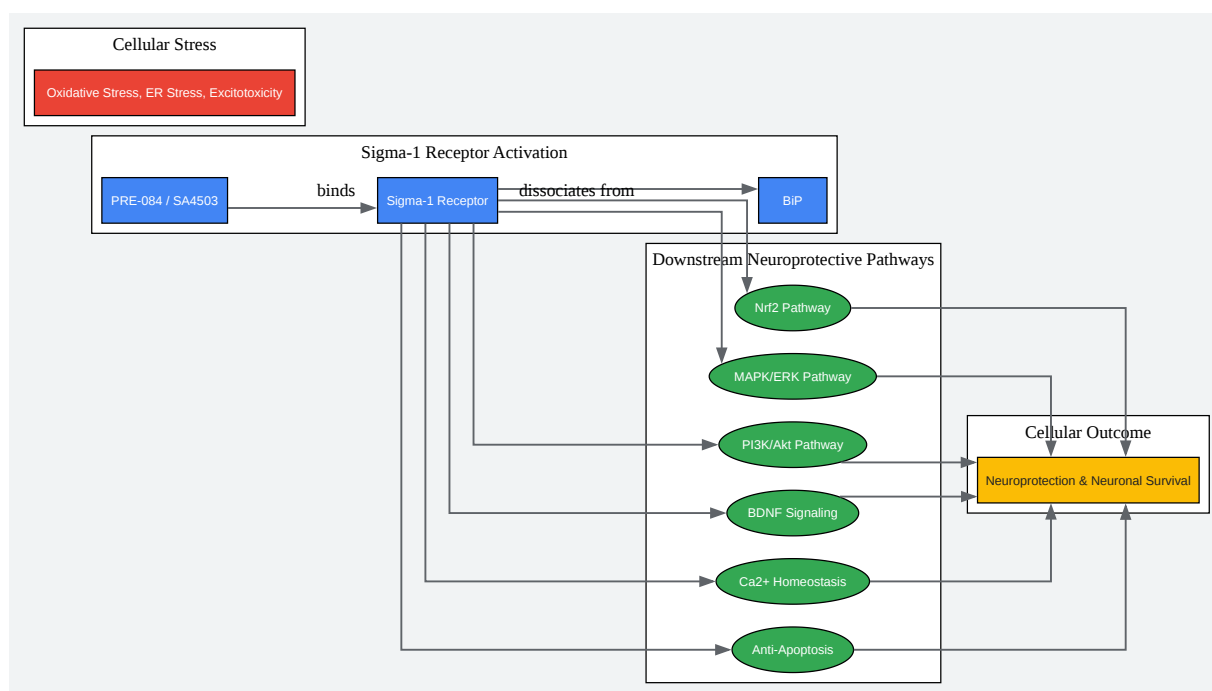 Cellular Stress
Oxidative Stress, ER Stress, Excitotoxicity
Sigma-1 Receptor Activation
PRE-084 / SA4503
binds
Sigma-1 Receptor
dissociates from
BiP
Downstream Neuroprotective Pathways
Nrf2 Pathway
MAPK/ERK Pathway
PI3K/Akt Pathway
BDNF Signaling
Ca2+ Homeostasis
Anti-Apoptosis
Cellular Outcome
Neuroprotection & Neuronal Survival